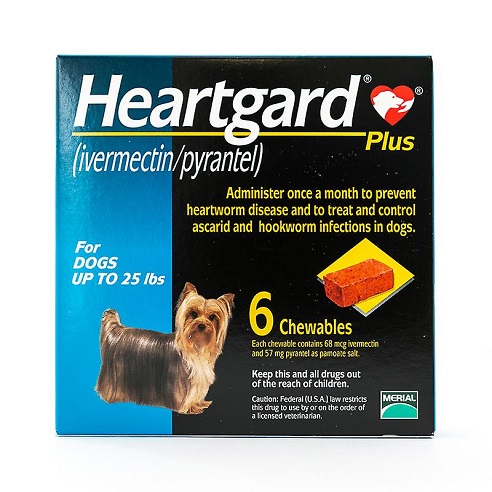 Heartgard®
®
Plus
(ivermectin/pyrantel)
Administer once a month to prevent
heartworm disease and to treat and control
ascarid and hookworm infections in dogs.
For
DOGS
UP TO 25 lbs
6 Chewables
Each chewable contains 68 mcg ivermectin
and 57 mg pyrantel as pamoate salt.
Keep this and all drugs out
of the reach of children.
Caution: Federal (U.S.A.) law restricts
this drug to use by or on the order of
a licensed veterinarian.
MERIAL